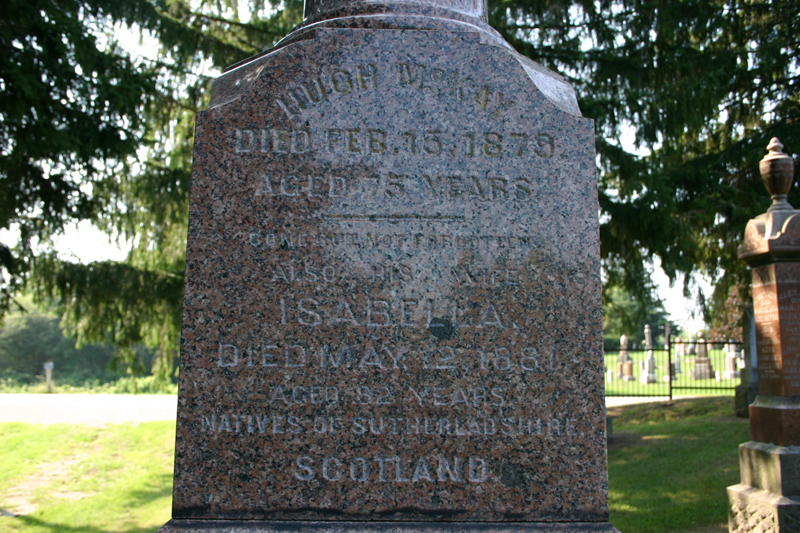 HUGH McKAY
DIED FEB. 15, 1879
AGED 75 YEARS
GONE BUT NOT FORGOTTEN
ALSO HIS WIFE
ISABELLA,
DIED MAY 12, 1881.
AGED 82 YEARS.
NATIVES OF SUTHERLADSHIRE.
SCOTLAND.